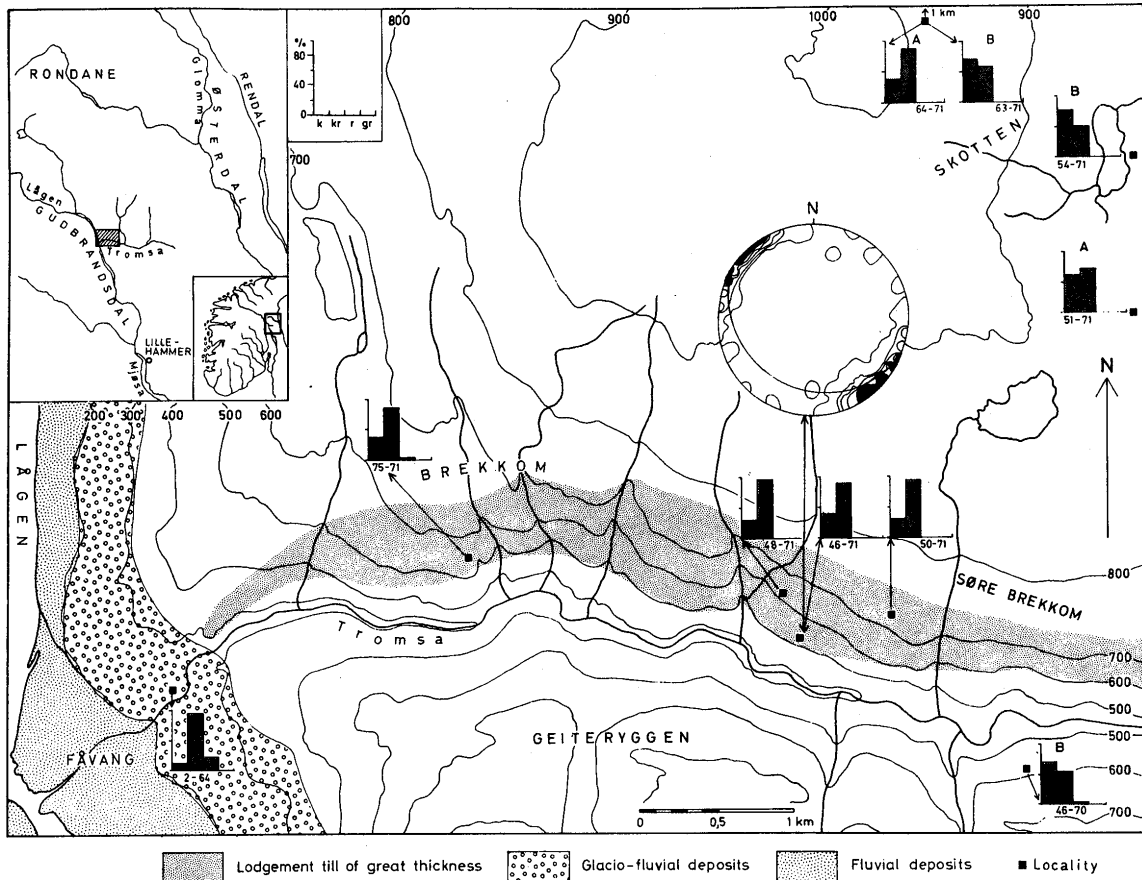 800
900
1000
900
1 km
%
80
40
0
k kr r gr
RONDANE
Glomma
ØSTERDAL
RENDAL
Lågen
GUDBRANDSDAL
Tromsa
LILLE-
HAMMER
Mjøsa
700
A
B
64-71
63-71
SKOTTEN
B
54-71
A
51-71
N
N
200 300 400 500 600
LÅGEN
75-71
BREKKOM
48-71
46-71
50-71
SØRE BREKKOM
800
700
600
500
500
600
700
Tromsa
GEITERYGGEN
FÅVANG
2-64
B
46-70
0 0,5 1 km
Lodgement till of great thickness
Glacio-fluvial deposits
Fluvial deposits
Locality